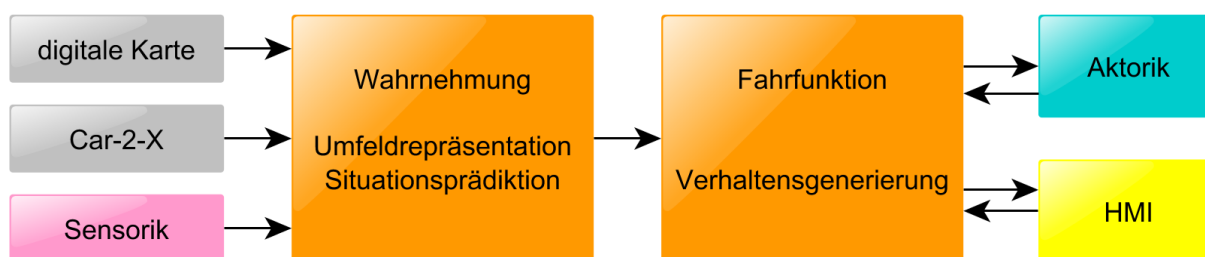 digitale Karte
Car-2-X
Sensorik
Wahrnehmung
Umfeldrepräsentation
Situationsprädiktion
Fahrfunktion
Verhaltensgenerierung
Aktorik
HMI